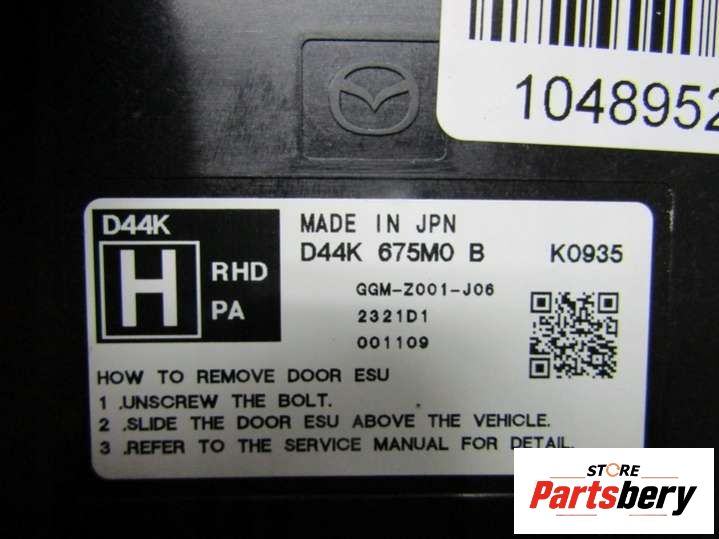 1048952
D44K
H
RHD
PA
MADE IN JPN
D44K 675M0 B K0935
GGM-Z001-J06
2321D1
001109
HOW TO REMOVE DOOR ESU
1 .UNSCREW THE BOLT.
2 .SLIDE THE DOOR ESU ABOVE THE VEHICLE.
3 .REFER TO THE SERVICE MANUAL FOR DETAIL.
STORE
Partsbery